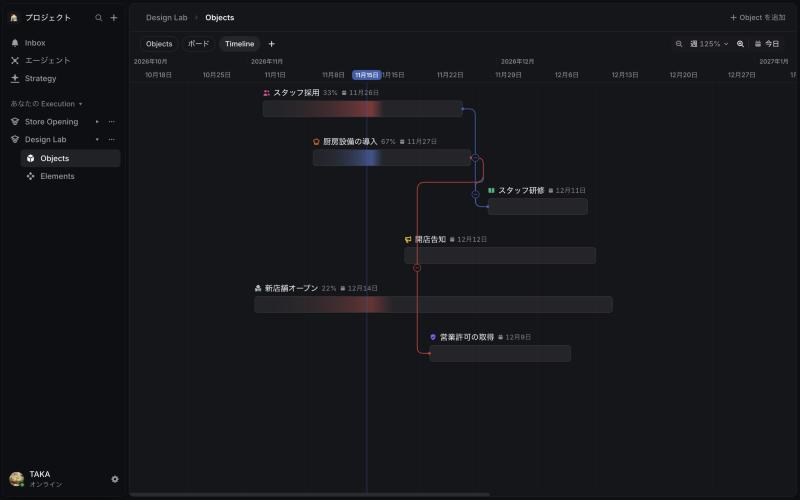 プロジェクト
Inbox
エージェント
Strategy
あなたの Execution
Store Opening
Design Lab
Objects
Elements
TAKA
オンライン
Design Lab › Objects
+ Object を追加
Objects
ボード
Timeline
+
週 125%
今日
2026年10月
2026年11月
2026年12月
2027年1月
10月18日
10月25日
11月1日
11月8日
11月15日
11月22日
11月29日
12月6日
12月13日
12月20日
12月27日
スタッフ採用 33% 11月26日
厨房設備の導入 67% 11月27日
スタッフ研修 12月11日
開店告知 12月12日
新店舗オープン 22% 12月14日
営業許可の取得 12月9日